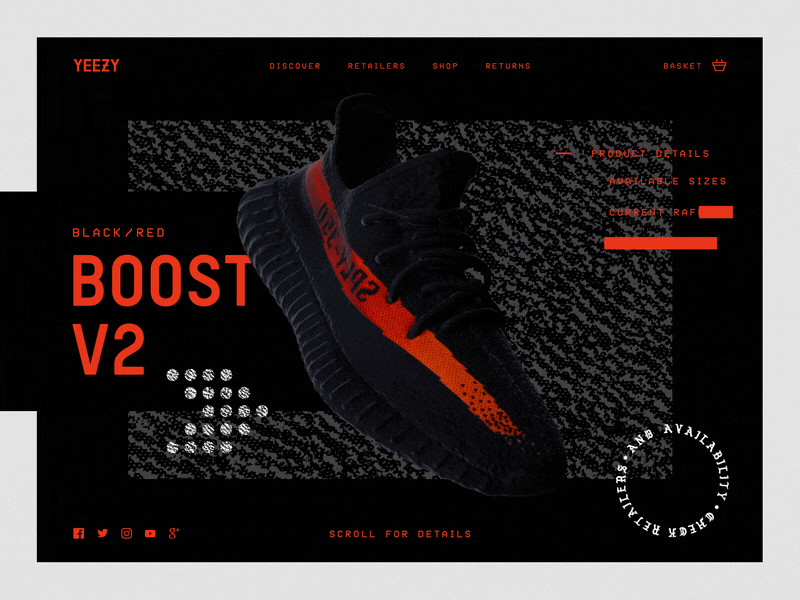 YEEZY
DISCOVER
RETAILERS
SHOP
RETURNS
BASKET
PRODUCT DETAILS
AVAILABLE SIZES
CURRENT RAF
BLACK/RED
BOOST
V2
SPLY-350
AND AVAILABILITY • CHECK RETAILERS •
SCROLL FOR DETAILS